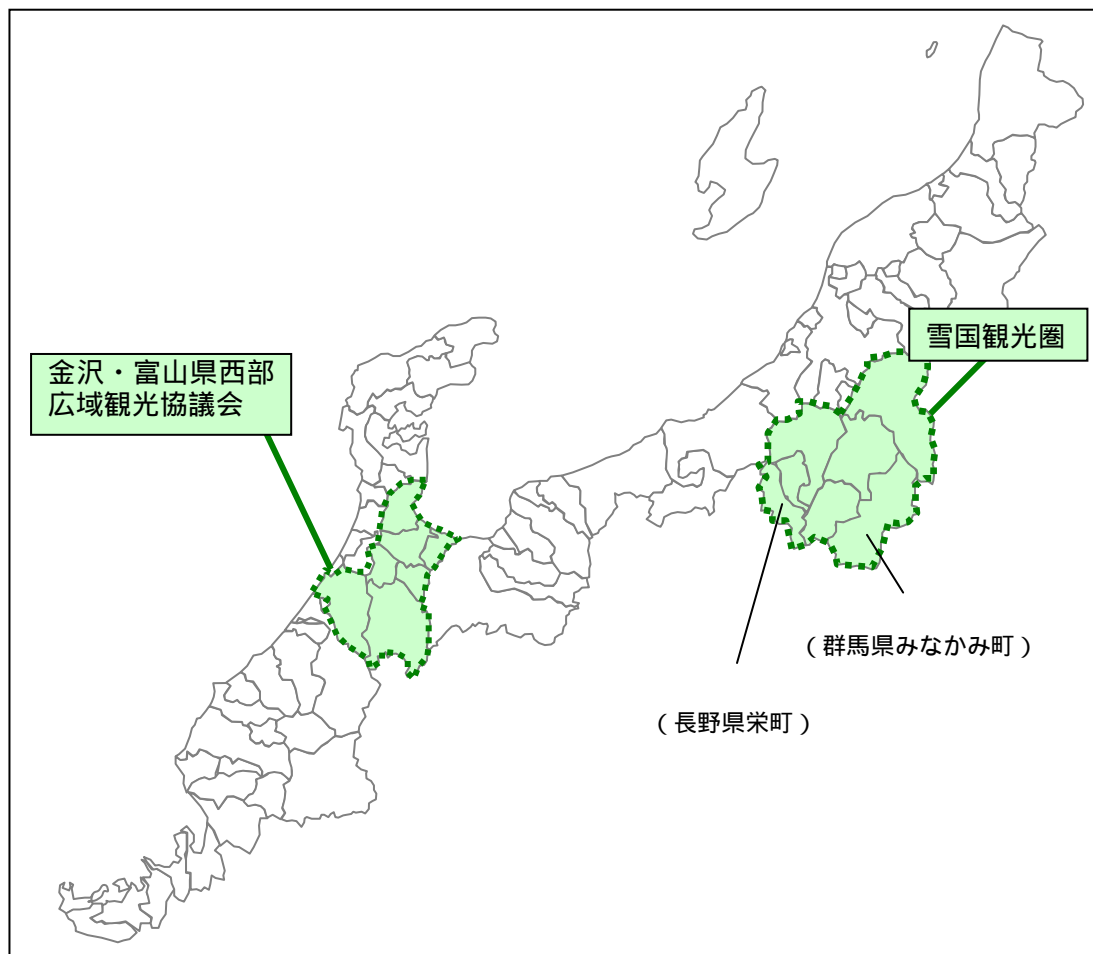 金沢・富山県西部
広域観光協議会
雪国観光圏
（群馬県みなかみ町）
（長野県栄町）